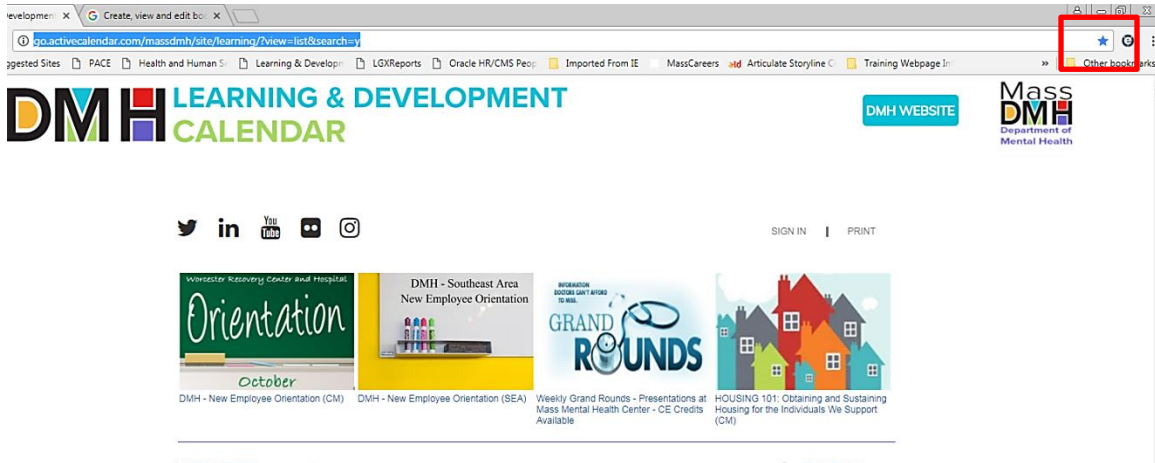 Development
Create, view and edit bo
go.activecalendar.com/massdmh/site/learning/?view=list&search=y
ggested Sites PACE Health and Human S Learning & Develop LGXReports Oracle HR/CMS Peop Imported From IE MassCareers Articulate Storyline Training Webpage In » Other bookmarks
DMH LEARNING & DEVELOPMENT
CALENDAR
DMH WEBSITE
Mass
DMH
Department of
Mental Health
in You Tube
SIGN IN | PRINT
Worcester Recovery Center and Hospital
Orientation
October
DMH - Southeast Area
New Employee Orientation
INFORMATION
DOCTORS CAN'T AFFORD
TO MISS.
GRAND
ROUNDS
DMH - New Employee Orientation (CM)
DMH - New Employee Orientation (SEA)
Weekly Grand Rounds - Presentations at
Mass Mental Health Center - CE Credits
Available
HOUSING 101: Obtaining and Sustaining
Housing for the Individuals We Support
(CM)